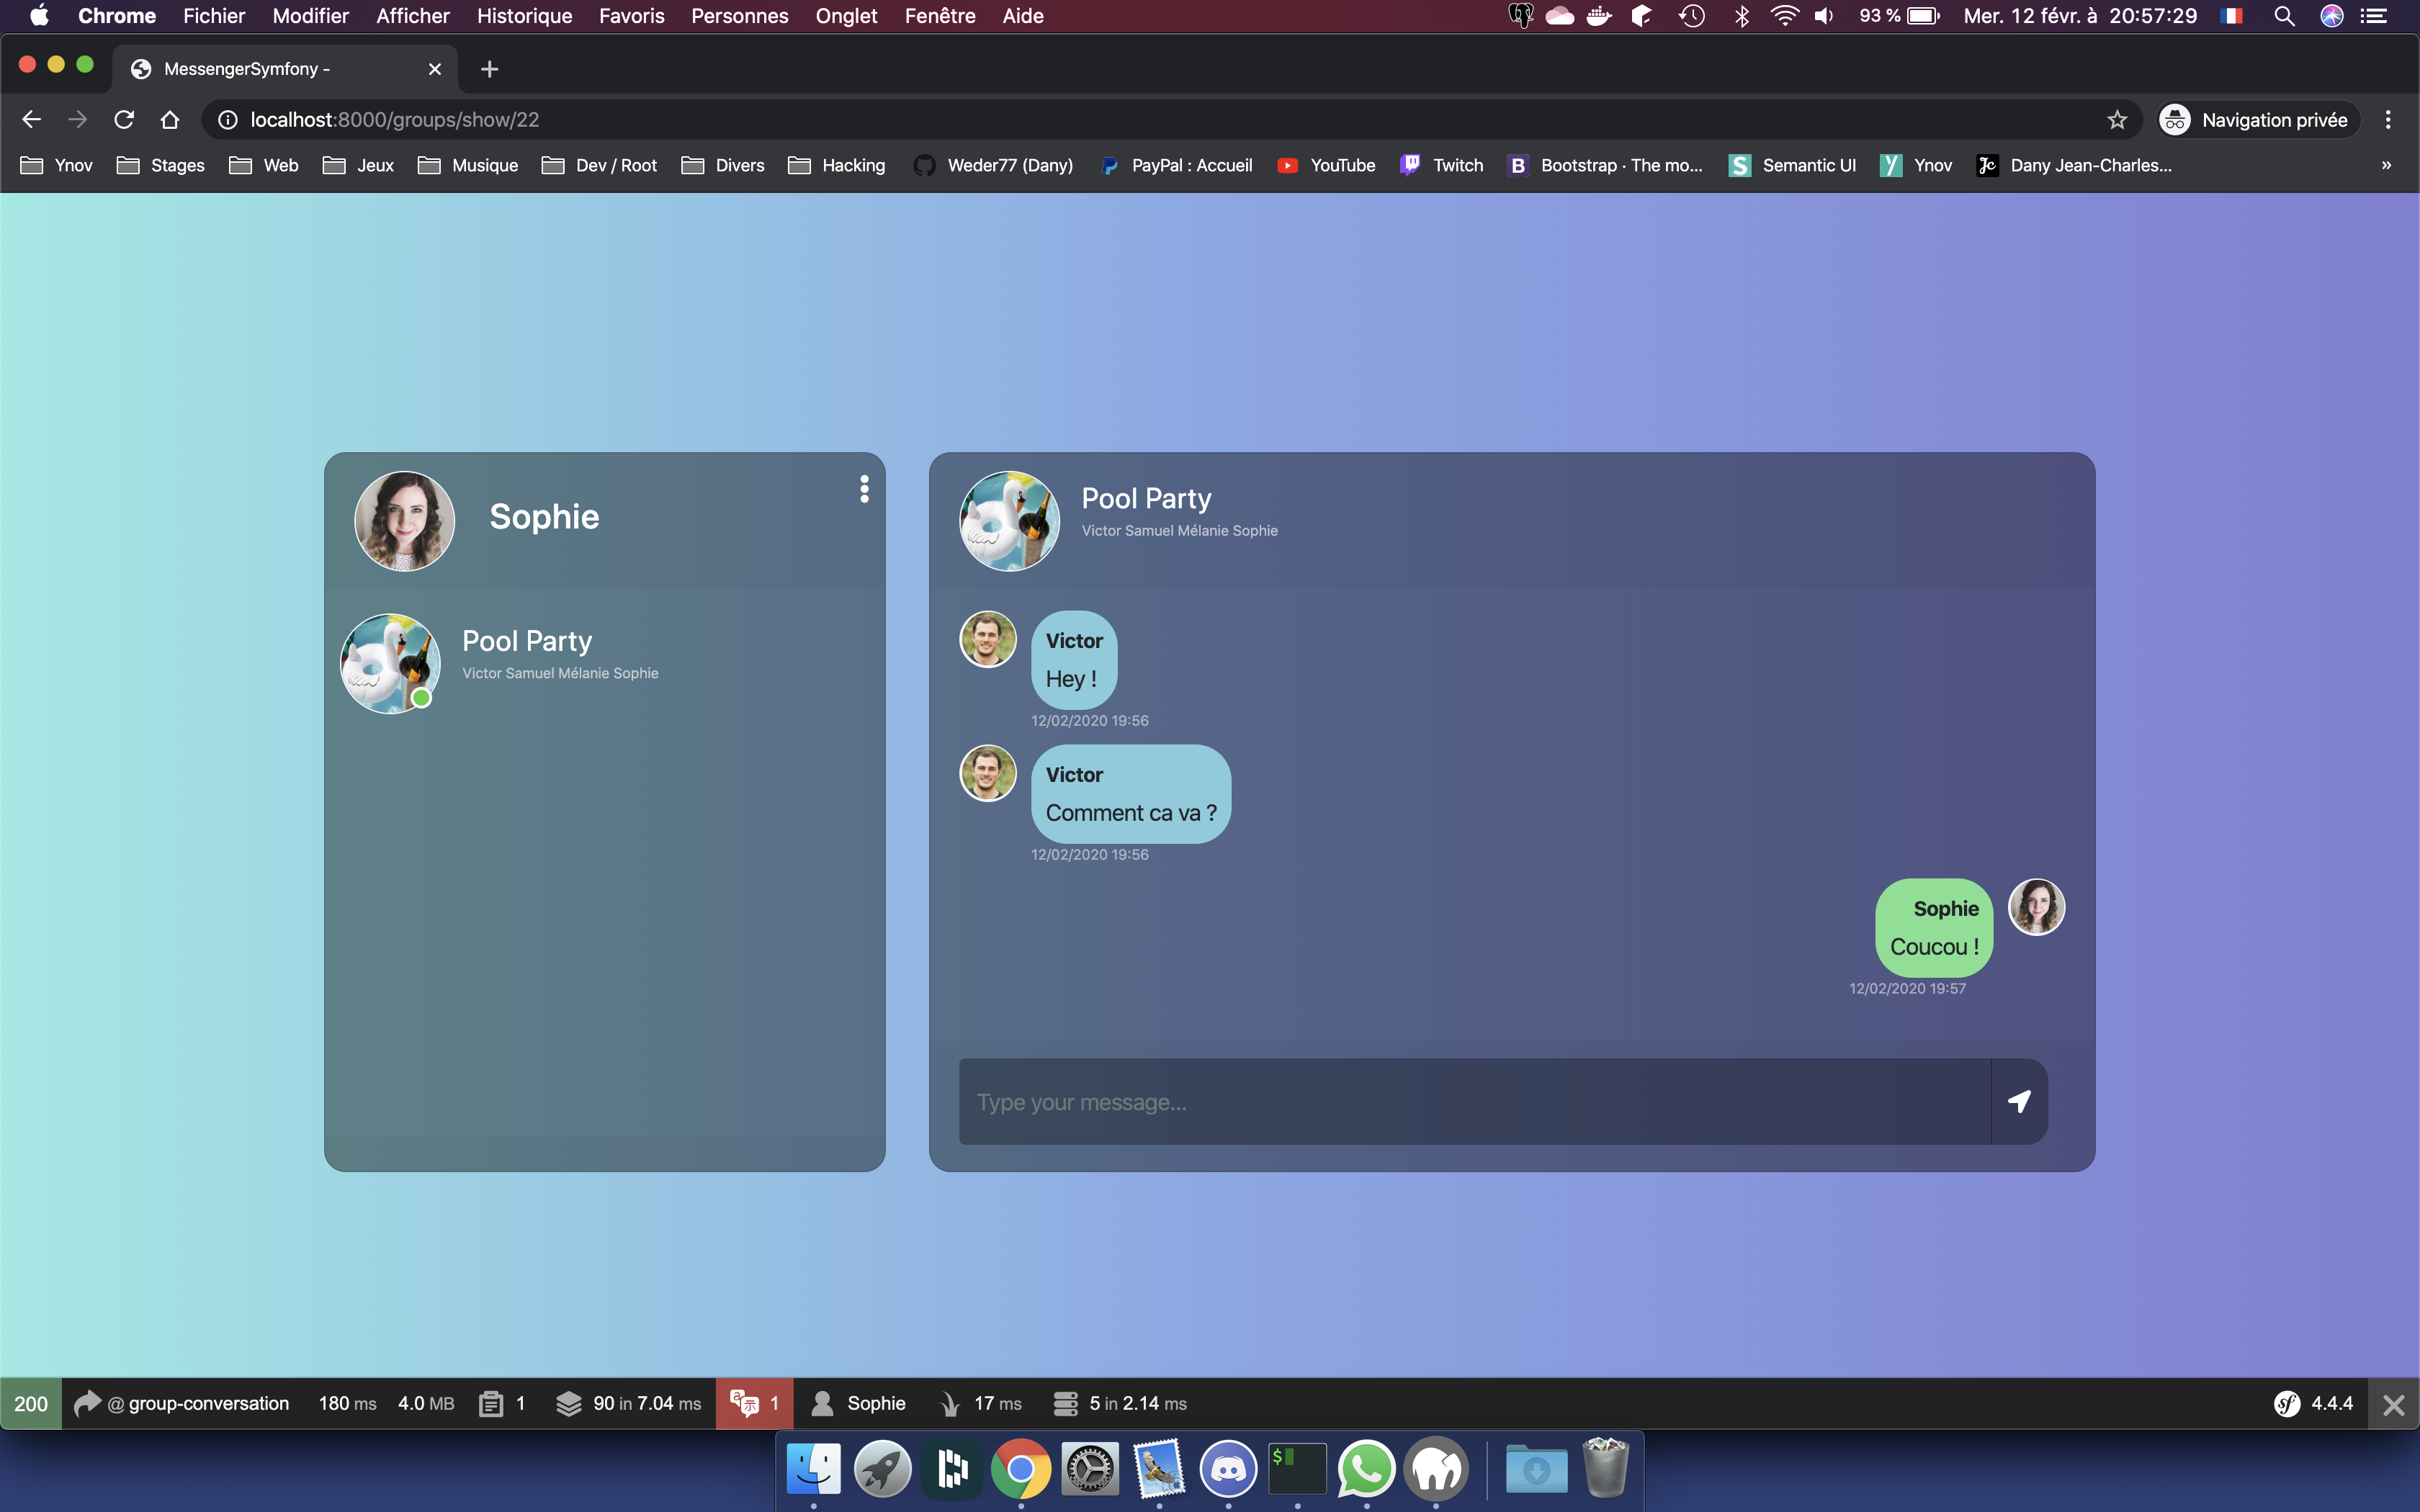 Chrome Fichier Modifier Afficher Historique Favoris Personnes Onglet Fenêtre Aide 93 % Mer. 12 févr. à 20:57:29
MessengerSymfony -
localhost:8000/groups/show/22 Navigation privée
Ynov Stages Web Jeux Musique Dev / Root Divers Hacking Weder77 (Dany) PayPal : Accueil YouTube Twitch B Bootstrap · The mo... S Semantic UI y Ynov Jc Dany Jean-Charles... »
Sophie
Pool Party
Victor Samuel Mélanie Sophie
Pool Party
Victor Samuel Mélanie Sophie
Victor
Hey !
12/02/2020 19:56
Victor
Comment ca va ?
12/02/2020 19:56
Sophie
Coucou !
12/02/2020 19:57
Type your message...
200 @ group-conversation 180 ms 4.0 MB 1 90 in 7.04 ms 1 Sophie 17 ms 5 in 2.14 ms sf 4.4.4
$